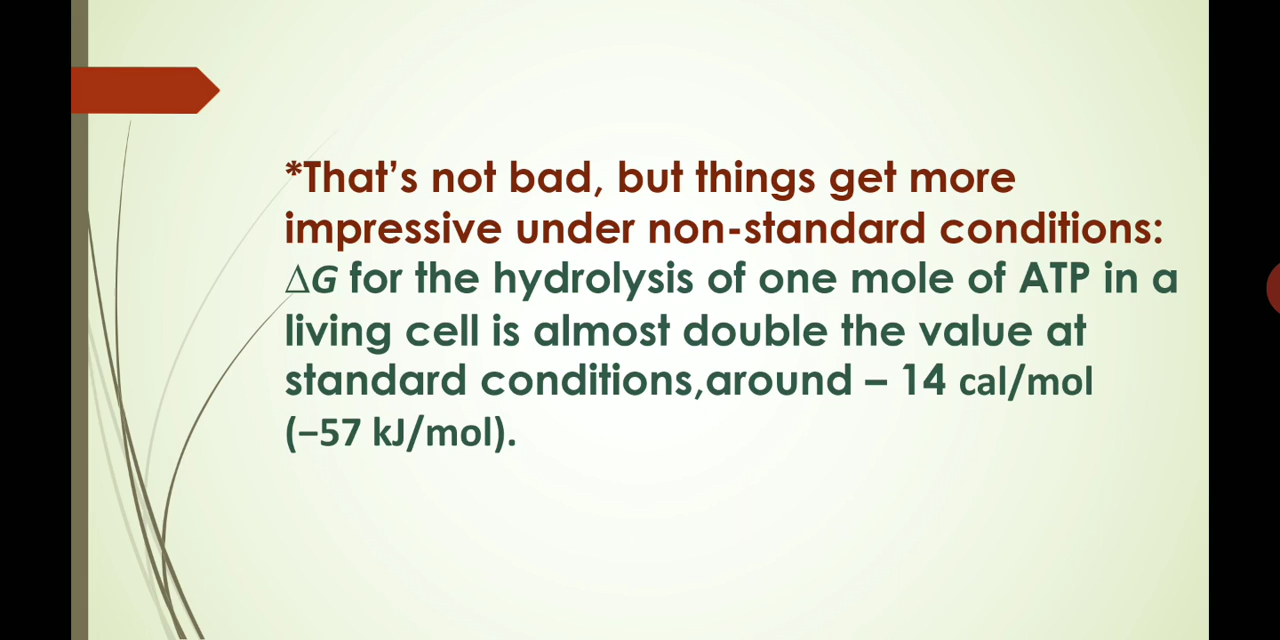 *That’s not bad, but things get more
impressive under non-standard conditions:
∆G for the hydrolysis of one mole of ATP in a
living cell is almost double the value at
standard conditions,around – 14 cal/mol
(−57 kJ/mol).